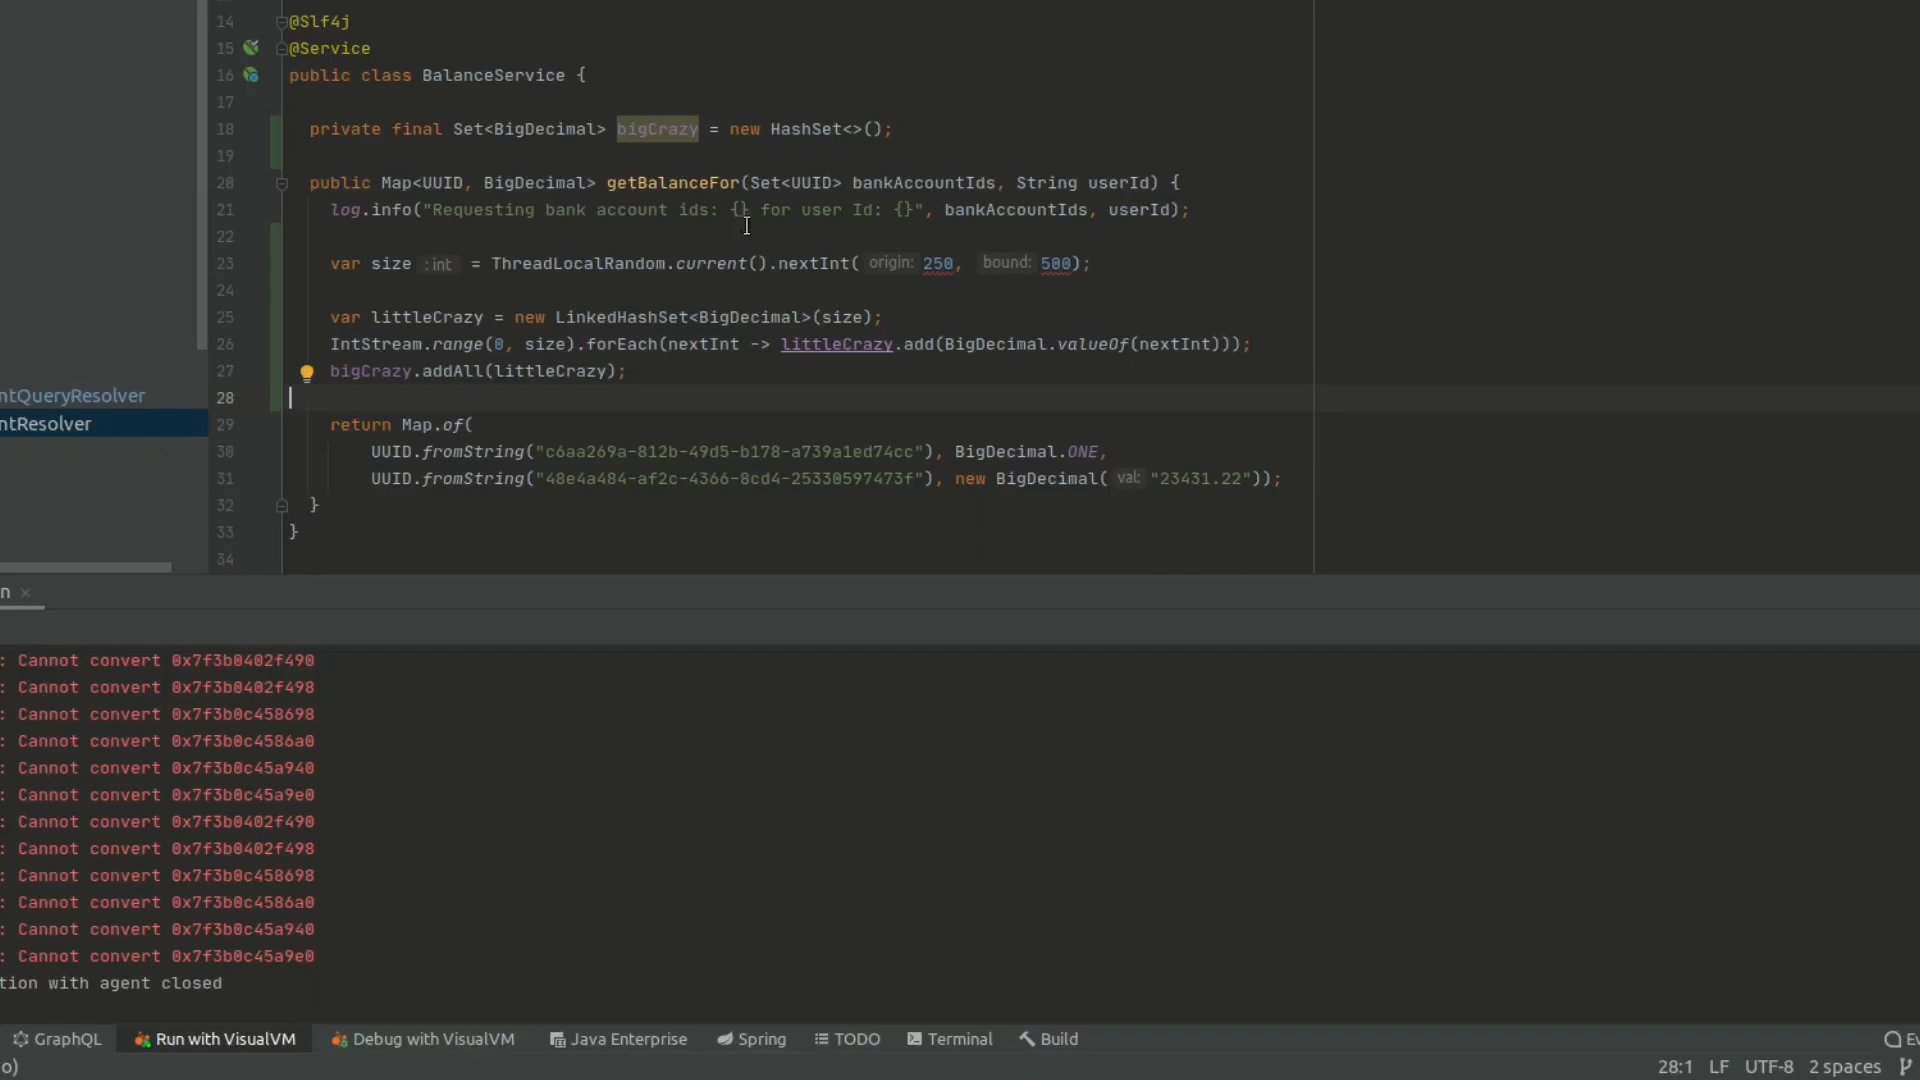 14 @Slf4j
15 @Service
16 public class BalanceService {
17
18 private final Set<BigDecimal> bigCrazy = new HashSet<>();
19
20 public Map<UUID, BigDecimal> getBalanceFor(Set<UUID> bankAccountIds, String userId) {
21 log.info("Requesting bank account ids: {} for user Id: {}", bankAccountIds, userId);
22
23 var size :int = ThreadLocalRandom.current().nextInt( origin: 250, bound: 500);
24
25 var littleCrazy = new LinkedHashSet<BigDecimal>(size);
26 IntStream.range(0, size).forEach(nextInt -> littleCrazy.add(BigDecimal.valueOf(nextInt)));
27 bigCrazy.addAll(littleCrazy);
ntQueryResolver
28
ntResolver
29 return Map.of(
30 UUID.fromString("c6aa269a-812b-49d5-b178-a739a1ed74cc"), BigDecimal.ONE,
31 UUID.fromString("48e4a484-af2c-4366-8cd4-25330597473f"), new BigDecimal( val: "23431.22"));
32 }
33 }
34
n ×
: Cannot convert 0x7f3b0402f490
: Cannot convert 0x7f3b0402f498
: Cannot convert 0x7f3b0c458698
: Cannot convert 0x7f3b0c4586a0
: Cannot convert 0x7f3b0c45a940
: Cannot convert 0x7f3b0c45a9e0
: Cannot convert 0x7f3b0402f490
: Cannot convert 0x7f3b0402f498
: Cannot convert 0x7f3b0c458698
: Cannot convert 0x7f3b0c4586a0
: Cannot convert 0x7f3b0c45a940
: Cannot convert 0x7f3b0c45a9e0
tion with agent closed
GraphQL Run with VisualVM Debug with VisualVM Java Enterprise Spring TODO Terminal Build Ev
o) 28:1 LF UTF-8 2 spaces